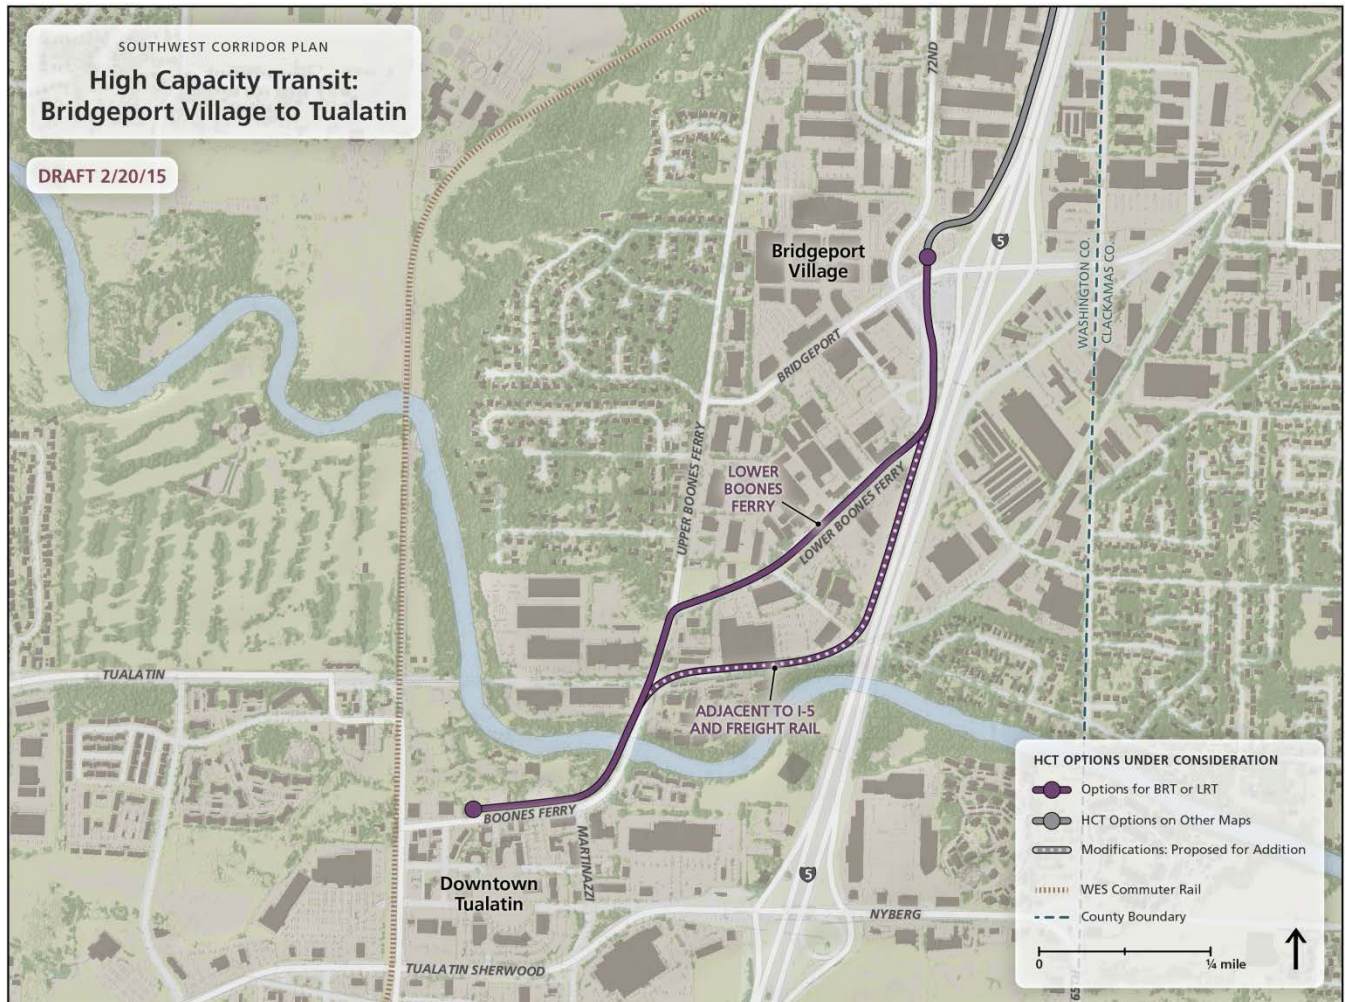 SOUTHWEST CORRIDOR PLAN
High Capacity Transit:
Bridgeport Village to Tualatin
DRAFT 2/20/15
72ND
5
Bridgeport
Village
WASHINGTON CO.
CLACKAMAS CO.
BRIDGEPORT
UPPER BOONES FERRY
LOWER
BOONES
FERRY
LOWER BOONES FERRY
TUALATIN
ADJACENT TO I-5
AND FREIGHT RAIL
BOONES FERRY
MARTINAZZI
Downtown
Tualatin
5
NYBERG
TUALATIN SHERWOOD
HCT OPTIONS UNDER CONSIDERATION
Options for BRT or LRT
HCT Options on Other Maps
Modifications: Proposed for Addition
WES Commuter Rail
County Boundary
0
¼ mile
65TH